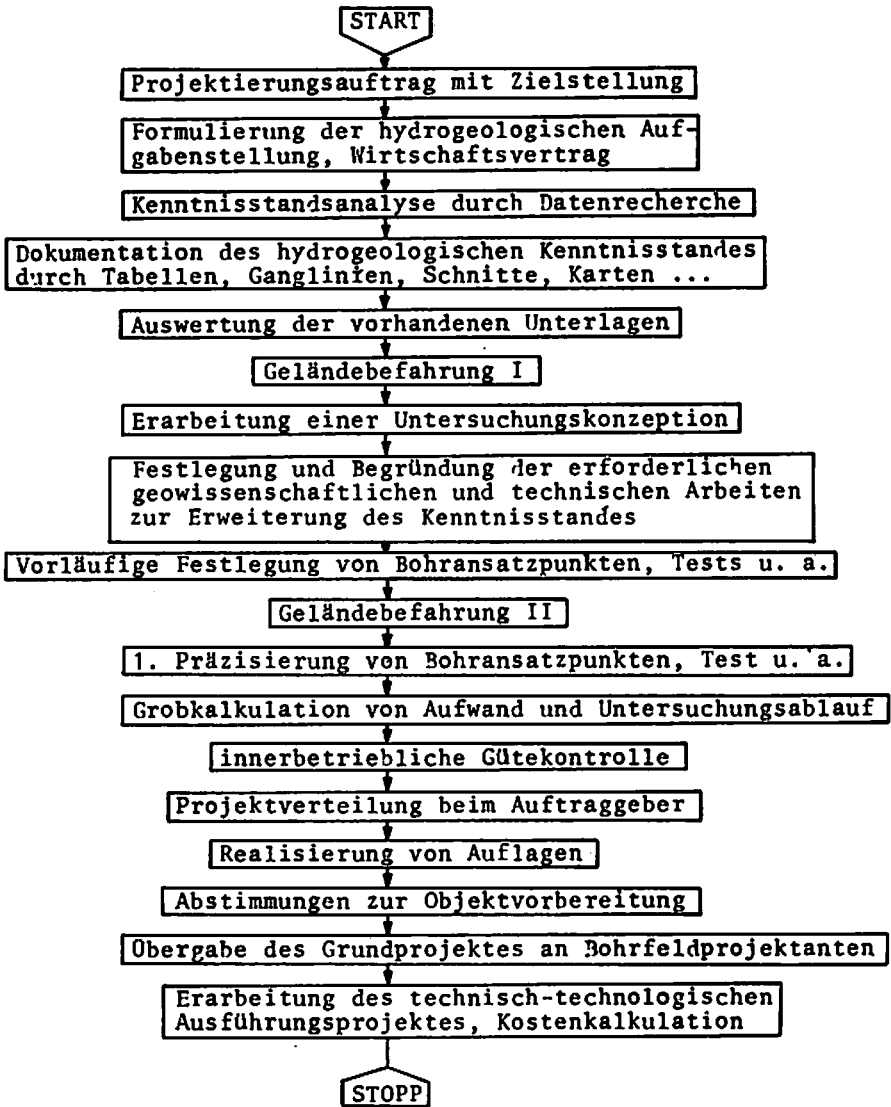 START
Projektierungsauftrag mit Zielstellung
Formulierung der hydrogeologischen Auf-
gabenstellung, Wirtschaftsvertrag
Kenntnisstandsanalyse durch Datenrecherche
Dokumentation des hydrogeologischen Kenntnisstandes
durch Tabellen, Ganglinien, Schnitte, Karten ...
Auswertung der vorhandenen Unterlagen
Geländebefahrung I
Erarbeitung einer Untersuchungskonzeption
Festlegung und Begründung der erforderlichen
geowissenschaftlichen und technischen Arbeiten
zur Erweiterung des Kenntnisstandes
Vorläufige Festlegung von Bohransatzpunkten, Tests u. a.
Geländebefahrung II
1. Präzisierung von Bohransatzpunkten, Test u. a.
Grobkalkulation von Aufwand und Untersuchungsablauf
innerbetriebliche Gütekontrolle
Projektverteilung beim Auftraggeber
Realisierung von Auflagen
Abstimmungen zur Objektvorbereitung
Übergabe des Grundprojektes an Bohrfeldprojektanten
Erarbeitung des technisch-technologischen
Ausführungsprojektes, Kostenkalkulation
STOPP